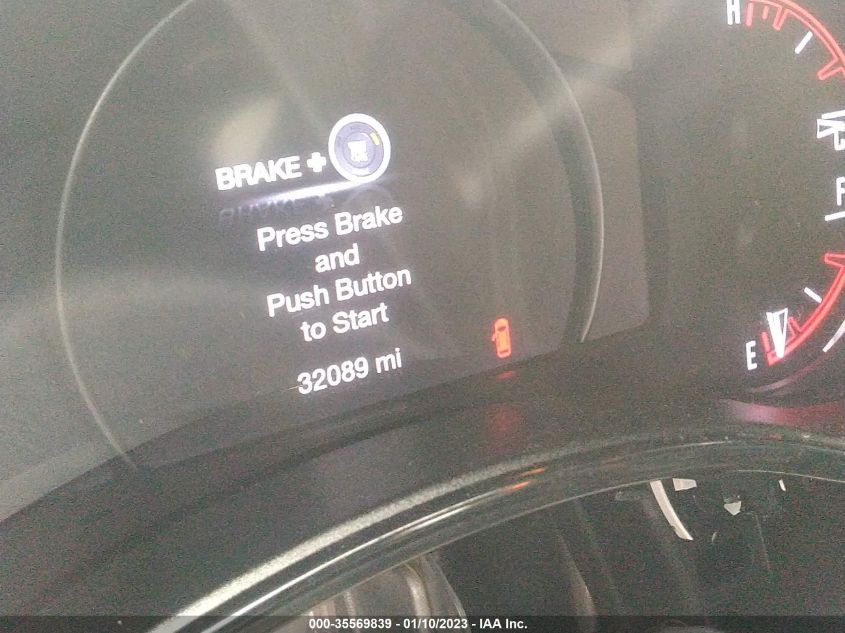 BRAKE +
Press Brake
and
Push Button
to Start
32089 mi
H
F
E
000-35569839 - 01/10/2023 - IAA Inc.